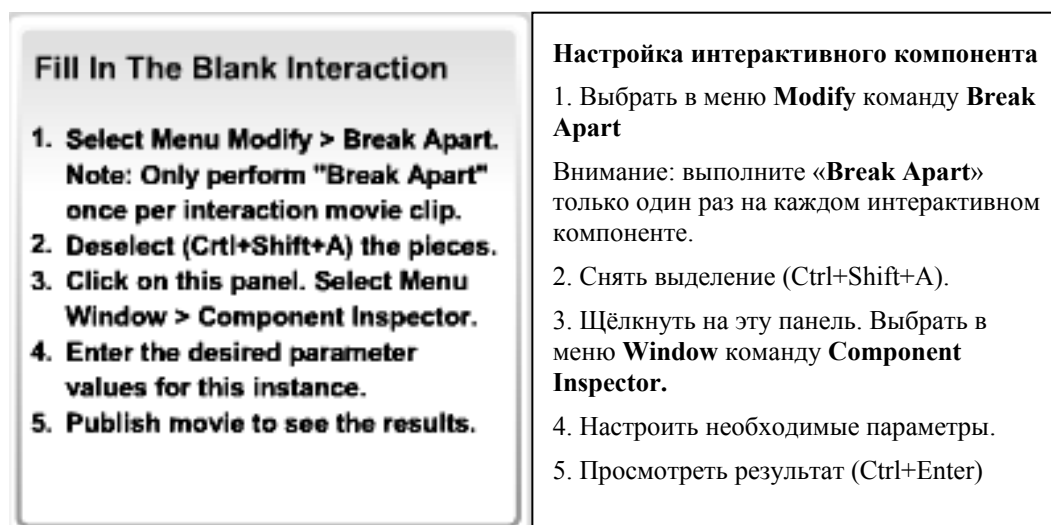 Fill In The Blank Interaction
1. Select Menu Modify > Break Apart.
Note: Only perform "Break Apart"
once per interaction movie clip.
2. Deselect (Crtl+Shift+A) the pieces.
3. Click on this panel. Select Menu
Window > Component Inspector.
4. Enter the desired parameter
values for this instance.
5. Publish movie to see the results.
Настройка интерактивного компонента
1. Выбрать в меню Modify команду Break
Apart
Внимание: выполните «Break Apart»
только один раз на каждом интерактивном
компоненте.
2. Снять выделение (Ctrl+Shift+A).
3. Щёлкнуть на эту панель. Выбрать в
меню Window команду Component
Inspector.
4. Настроить необходимые параметры.
5. Просмотреть результат (Ctrl+Enter)